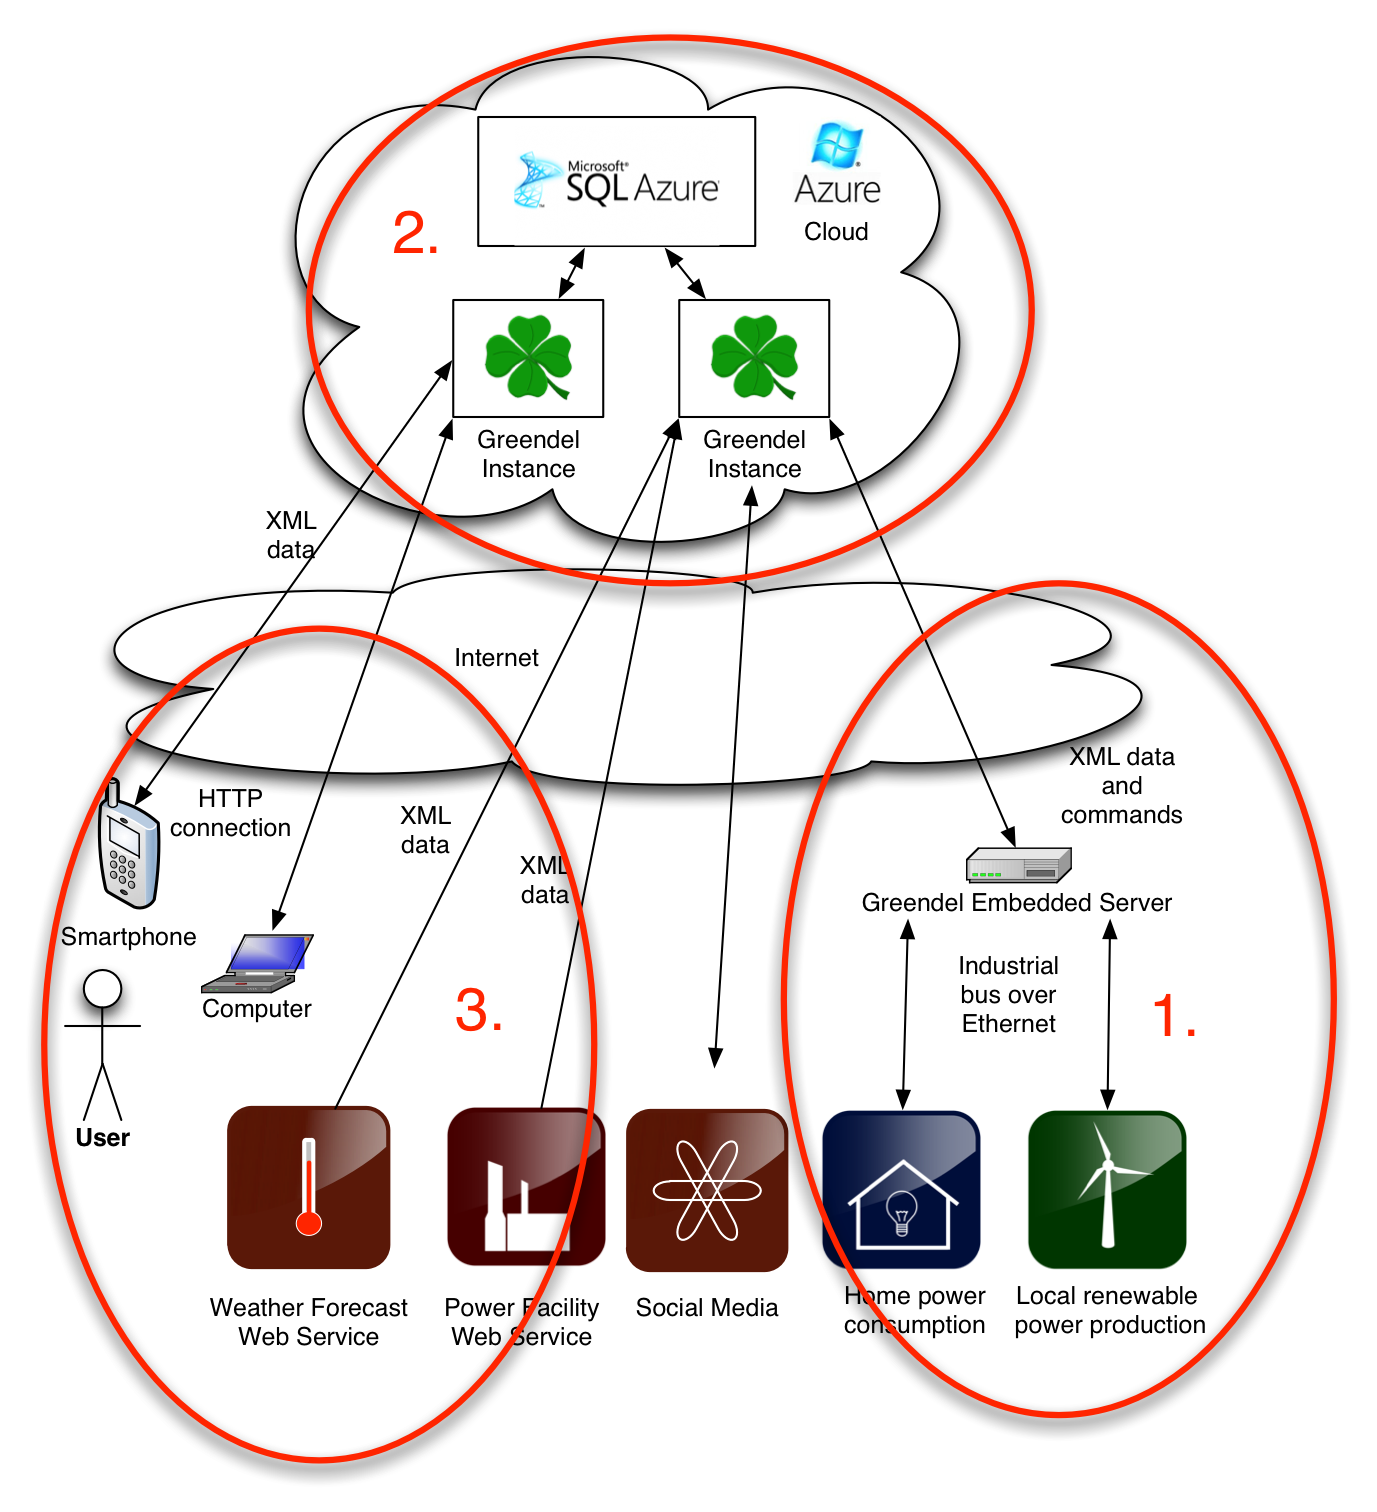 Microsoft®
SQL Azure
Azure
Cloud
2.
Greendel
Instance
Greendel
Instance
XML
data
Internet
XML data
and
commands
HTTP
connection
XML
data
XML
data
Greendel Embedded Server
Smartphone
Industrial
bus over
Ethernet
Computer
3.
1.
User
Weather Forecast
Web Service
Power Facility
Web Service
Social Media
Home power
consumption
Local renewable
power production